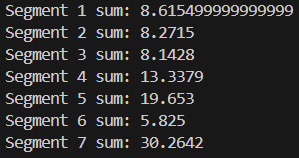 Segment 1 sum: 8.615499999999999
Segment 2 sum: 8.2715
Segment 3 sum: 8.1428
Segment 4 sum: 13.3379
Segment 5 sum: 19.653
Segment 6 sum: 5.825
Segment 7 sum: 30.2642